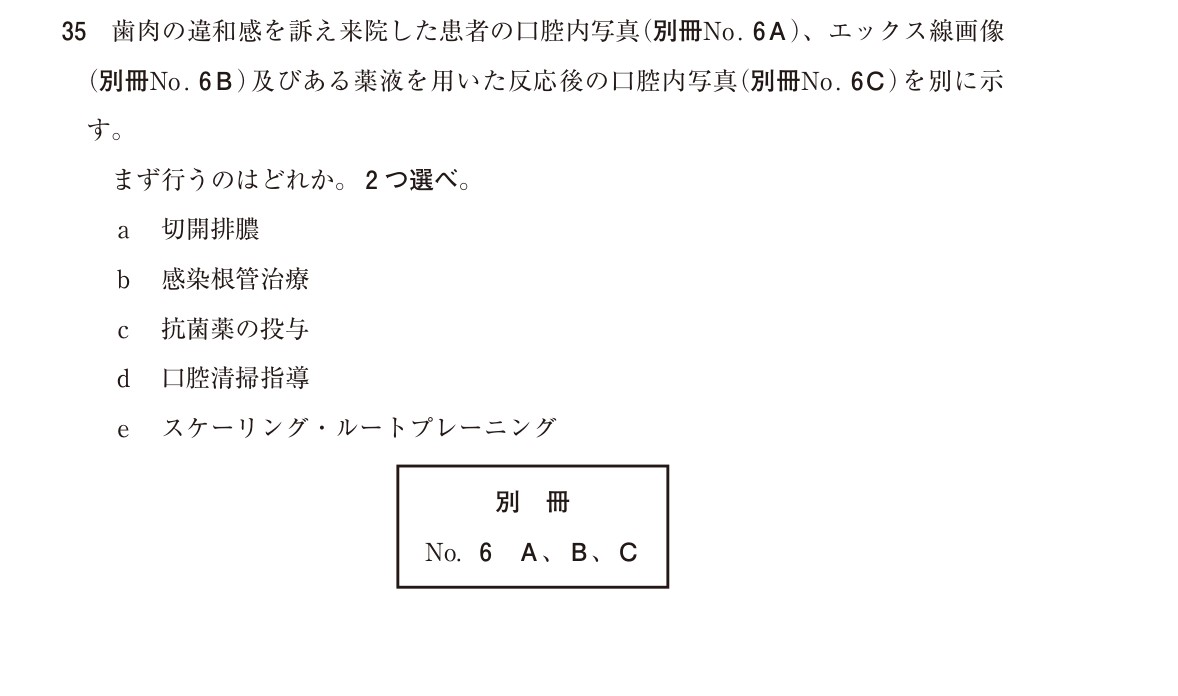 35 歯肉の違和感を訴え来院した患者の口腔内写真(別冊No. 6A)、エックス線画像
(別冊No. 6B)及びある薬液を用いた反応後の口腔内写真(別冊No. 6C)を別に示
す。
まず行うのはどれか。2つ選べ。
a 切開排膿
b 感染根管治療
c 抗菌薬の投与
d 口腔清掃指導
e スケーリング・ルートプレーニング
別 冊
No. 6 A、B、C